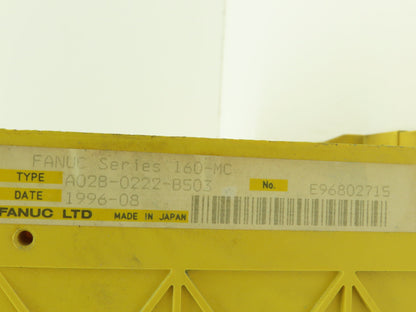 FANUC Series 160-MC
TYPE A02B-0222-B503 No. E96802715
DATE 1996-08
FANUC LTD MADE IN JAPAN